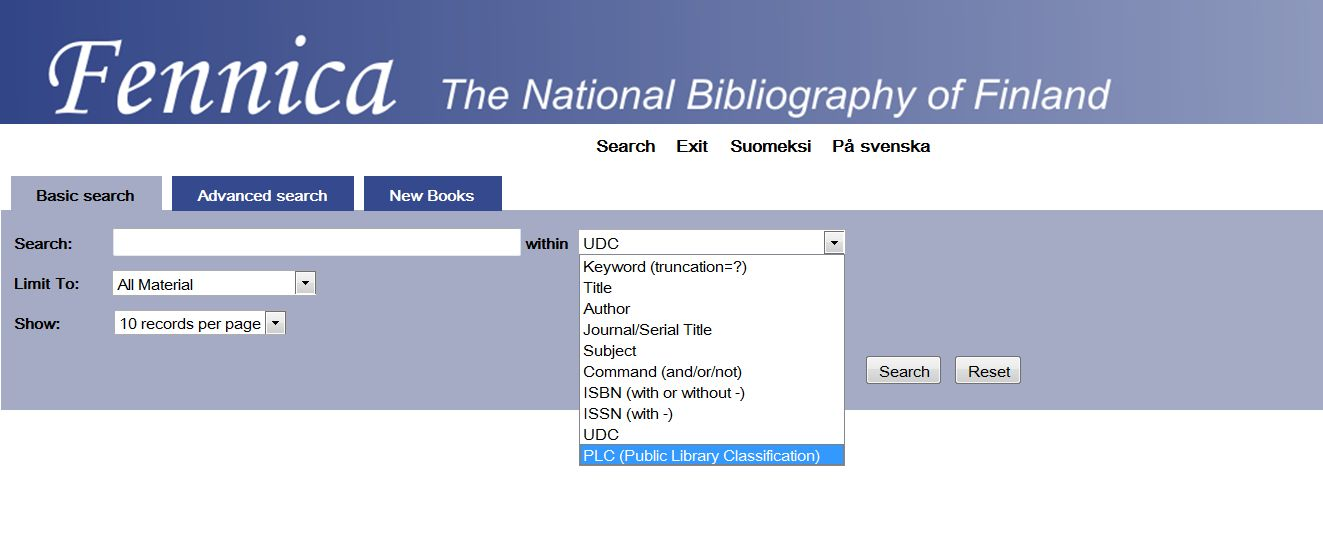 Fennica The National Bibliography of Finland
Search Exit Suomeksi På svenska
Basic search Advanced search New Books
Search: within UDC
Keyword (truncation=?)
Limit To: All Material
Title
Author
Show: 10 records per page
Journal/Serial Title
Subject
Command (and/or/not)
Search Reset
ISBN (with or without -)
ISSN (with -)
UDC
PLC (Public Library Classification)